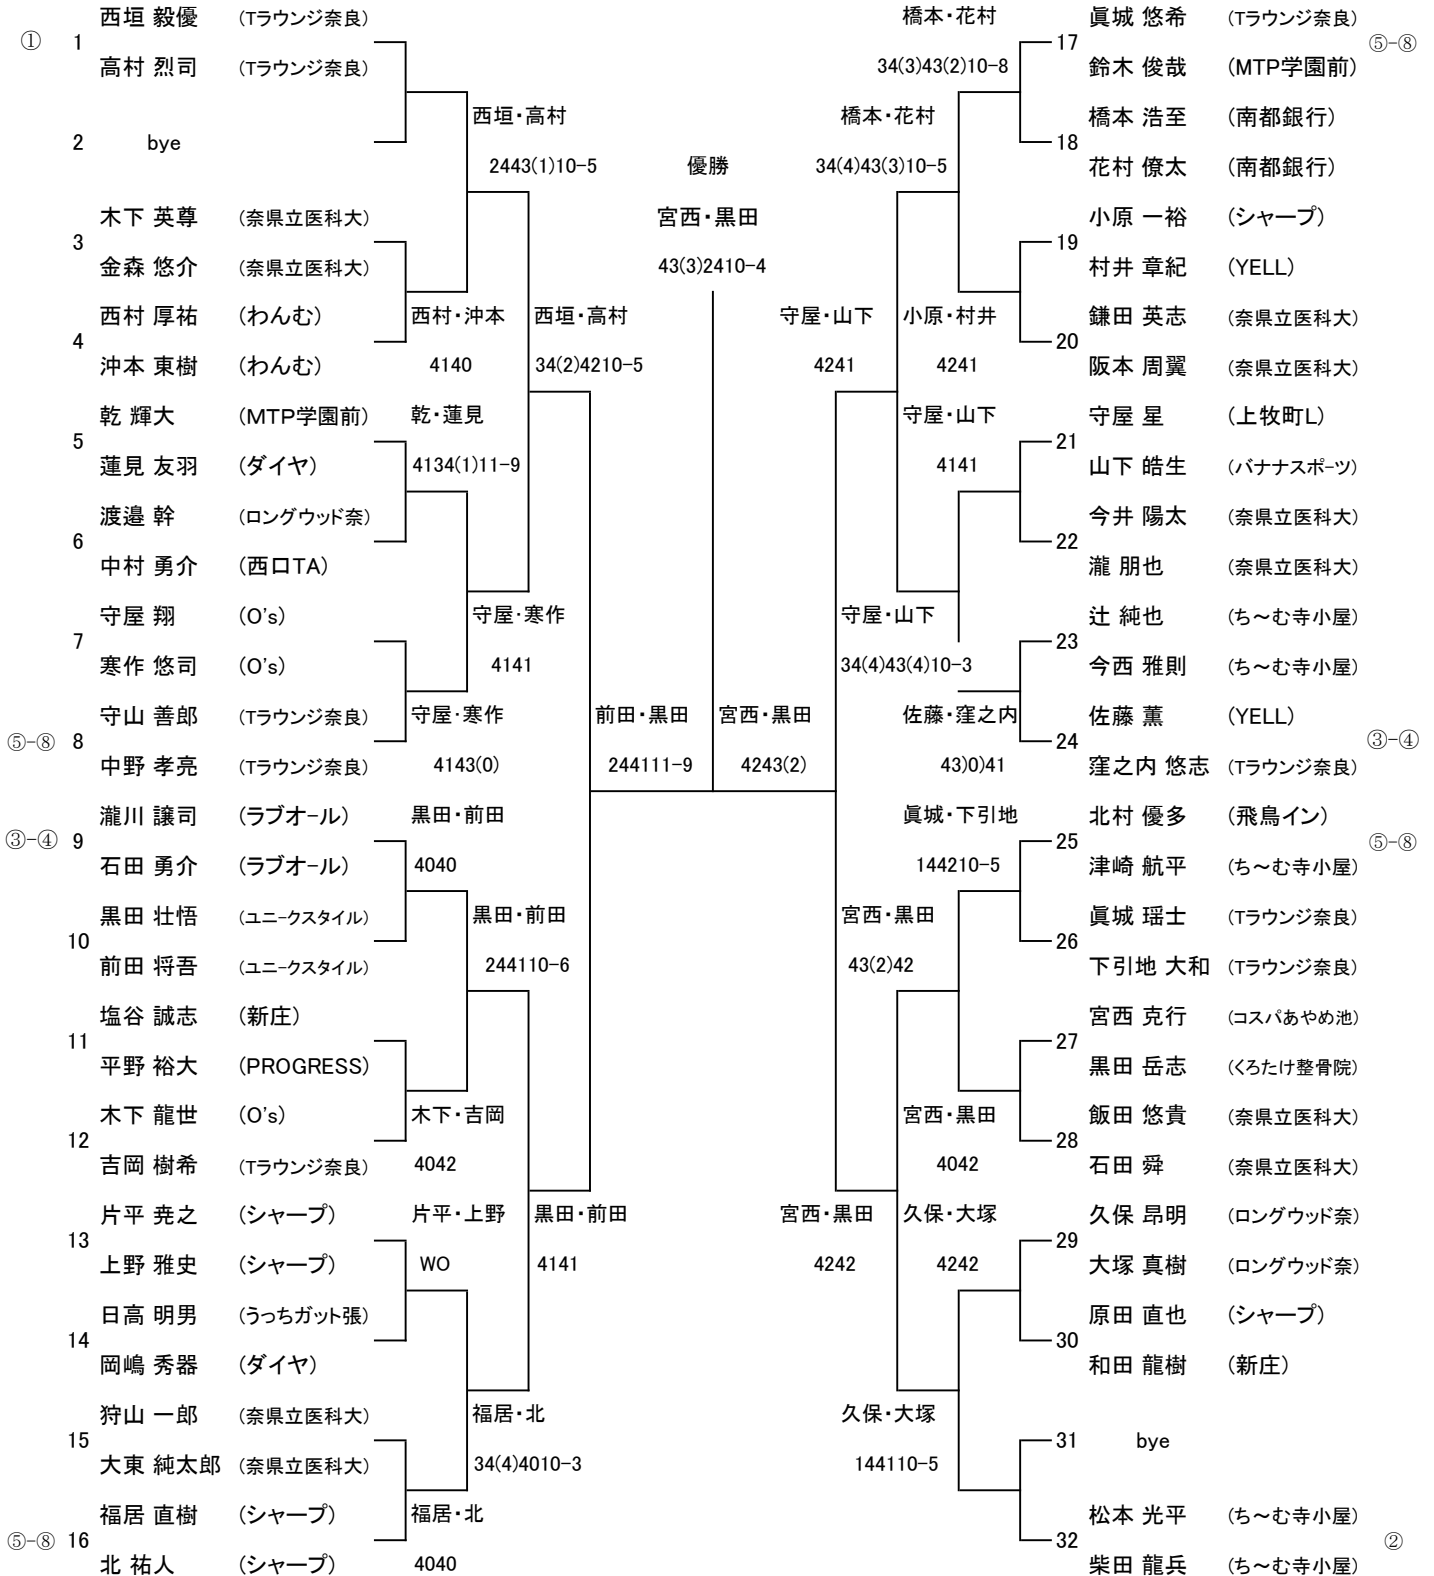 西垣 毅優 (Tラウンジ奈良)
① 1
高村 烈司 (Tラウンジ奈良)
西垣・高村
2 bye
2443(1)10-5
木下 英尊 (奈県立医科大)
3
金森 悠介 (奈県立医科大)
西村 厚祐 (わんむ) 西村・沖本 西垣・高村
4
沖本 東樹 (わんむ) 4140 34(2)4210-5
乾 輝大 (MTP学園前) 乾・蓮見
5
蓮見 友羽 (ダイヤ) 4134(1)11-9
渡邉 幹 (ロングウッド奈)
6
中村 勇介 (西口TA)
守屋 翔 (O's) 守屋・寒作
7
寒作 悠司 (O's) 4141
守山 善郎 (Tラウンジ奈良) 守屋・寒作 前田・黒田
⑤-⑧ 8
中野 孝亮 (Tラウンジ奈良) 4143(0) 244111-9
瀧川 譲司 (ラブオール) 黒田・前田
③-④ 9
石田 勇介 (ラブオール) 4040
黒田 壮悟 (ユニークスタイル) 黒田・前田
10
前田 将吾 (ユニークスタイル) 244110-6
塩谷 誠志 (新庄)
11
平野 裕大 (PROGRESS)
木下 龍世 (O's) 木下・吉岡
12
吉岡 樹希 (Tラウンジ奈良) 4042
片平 尭之 (シャープ) 片平・上野 黒田・前田
13
上野 雅史 (シャープ) WO 4141
日高 明男 (うっちガット張)
14
岡嶋 秀器 (ダイヤ)
狩山 一郎 (奈県立医科大) 福居・北
15
大東 純太郎 (奈県立医科大) 34(4)4010-3
福居 直樹 (シャープ) 福居・北
⑤-⑧ 16
北 祐人 (シャープ) 4040
優勝
宮西・黒田
43(3)2410-4
橋本・花村 眞城 悠希 (Tラウンジ奈良)
17 ⑤-⑧
34(3)43(2)10-8 鈴木 俊哉 (MTP学園前)
橋本・花村 橋本 浩至 (南都銀行)
18
34(4)43(3)10-5 花村 僚太 (南都銀行)
小原 一裕 (シャープ)
19
村井 章紀 (YELL)
守屋・山下 小原・村井 鎌田 英志 (奈県立医科大)
20
4241 4241 阪本 周翼 (奈県立医科大)
守屋・山下 守屋 星 (上牧町L)
21
4141 山下 皓生 (バナナスポーツ)
今井 陽太 (奈県立医科大)
22
瀧 朋也 (奈県立医科大)
守屋・山下 辻 純也 (ち~む寺小屋)
23
34(4)43(4)10-3 今西 雅則 (ち~む寺小屋)
宮西・黒田 佐藤・窪之内 佐藤 薫 (YELL)
24 ③-④
4243(2) 43)0)41 窪之内 悠志 (Tラウンジ奈良)
眞城・下引地 北村 優多 (飛鳥イン)
25 ⑤-⑧
144210-5 津崎 航平 (ち~む寺小屋)
宮西・黒田 眞城 瑶士 (Tラウンジ奈良)
26
43(2)42 下引地 大和 (Tラウンジ奈良)
宮西 克行 (コスパあやめ池)
27
黒田 岳志 (くろたけ整骨院)
宮西・黒田 飯田 悠貴 (奈県立医科大)
28
4042 石田 舜 (奈県立医科大)
宮西・黒田 久保・大塚 久保 昂明 (ロングウッド奈)
29
4242 4242 大塚 真樹 (ロングウッド奈)
原田 直也 (シャープ)
30
和田 龍樹 (新庄)
久保・大塚
31 bye
144110-5
松本 光平 (ち~む寺小屋)
32 ②
柴田 龍兵 (ち~む寺小屋)